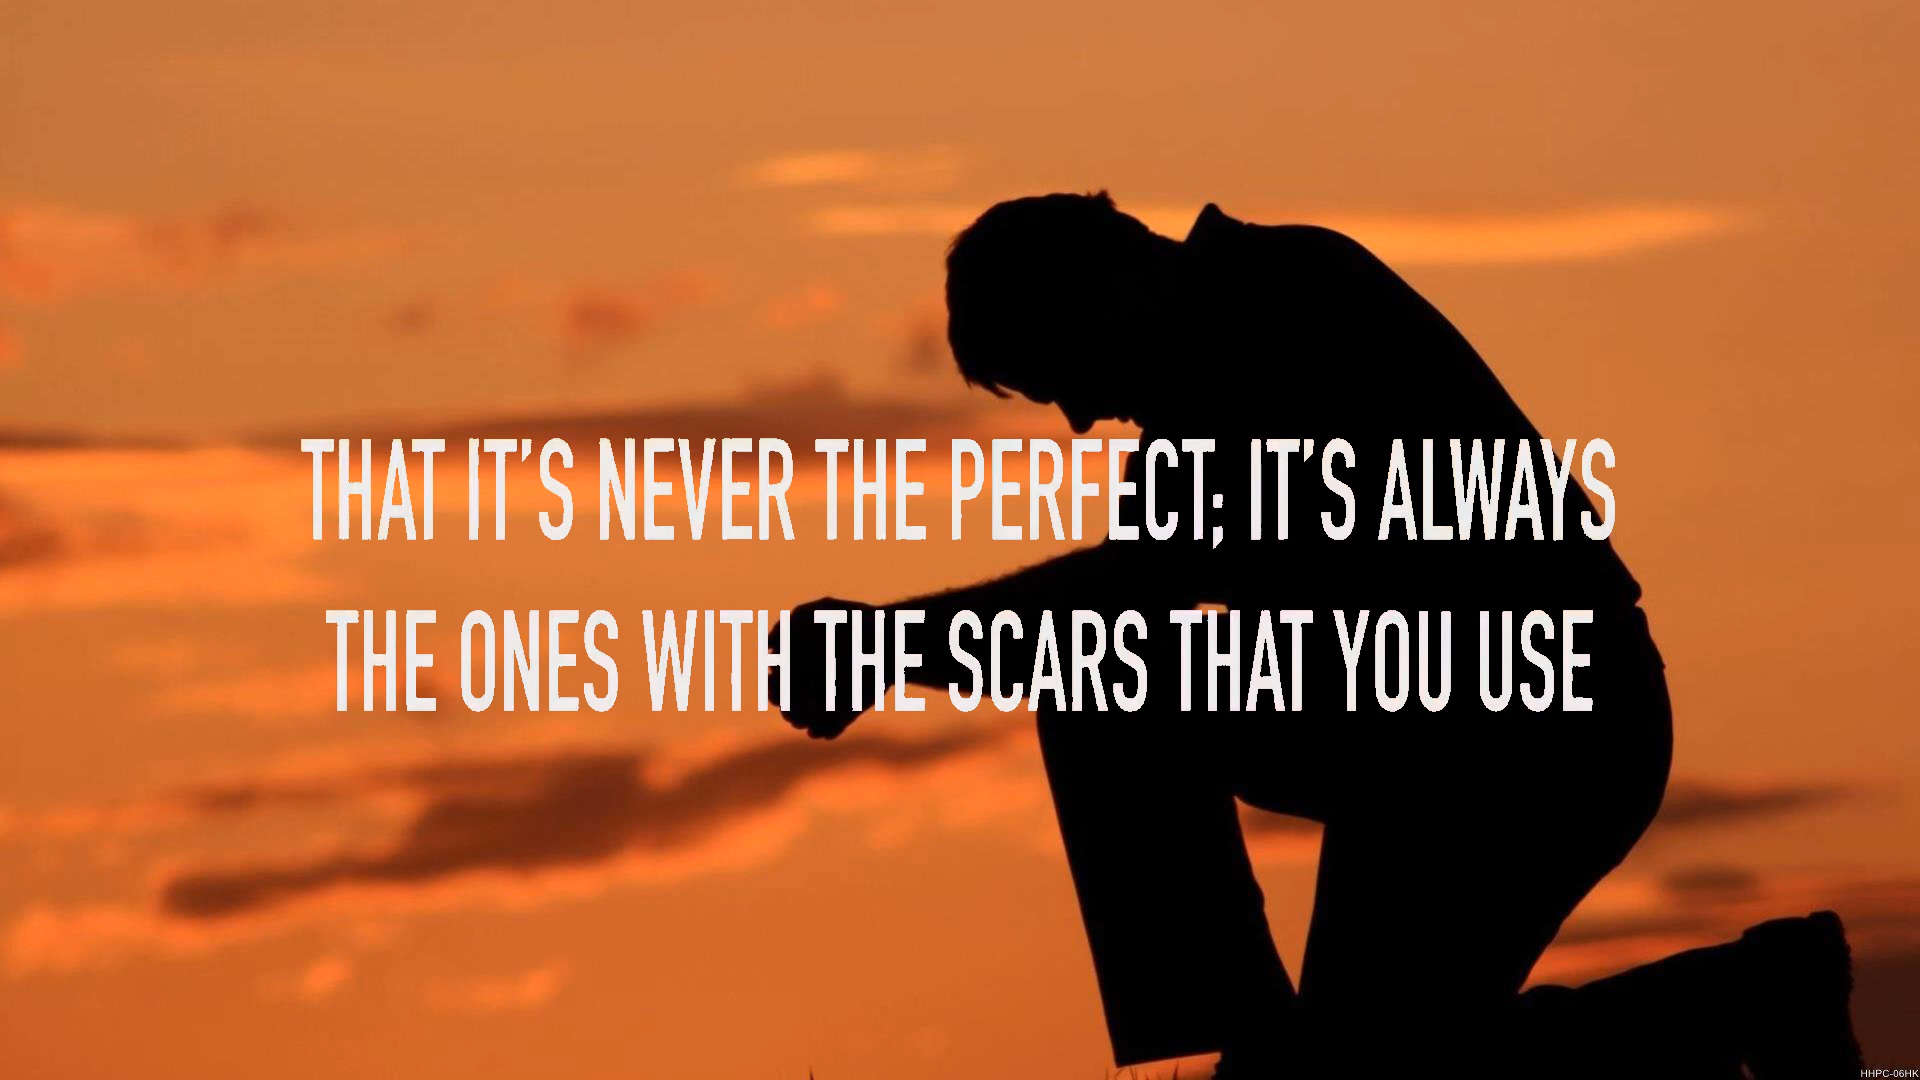 THAT IT'S NEVER THE PERFECT; IT'S ALWAYS
THE ONES WITH THE SCARS THAT YOU USE
HHPC-06HK